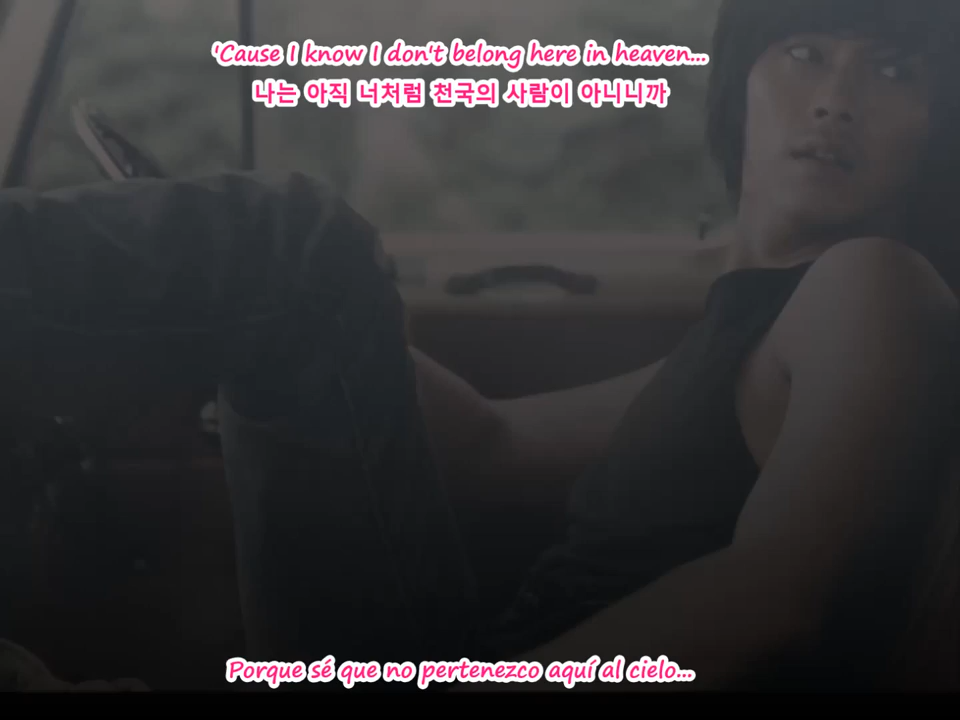 'Cause I know I don't belong here in heaven...
나는 아직 너처럼 천국의 사람이 아니니까
Porque sé que no pertenezco aquí al cielo...